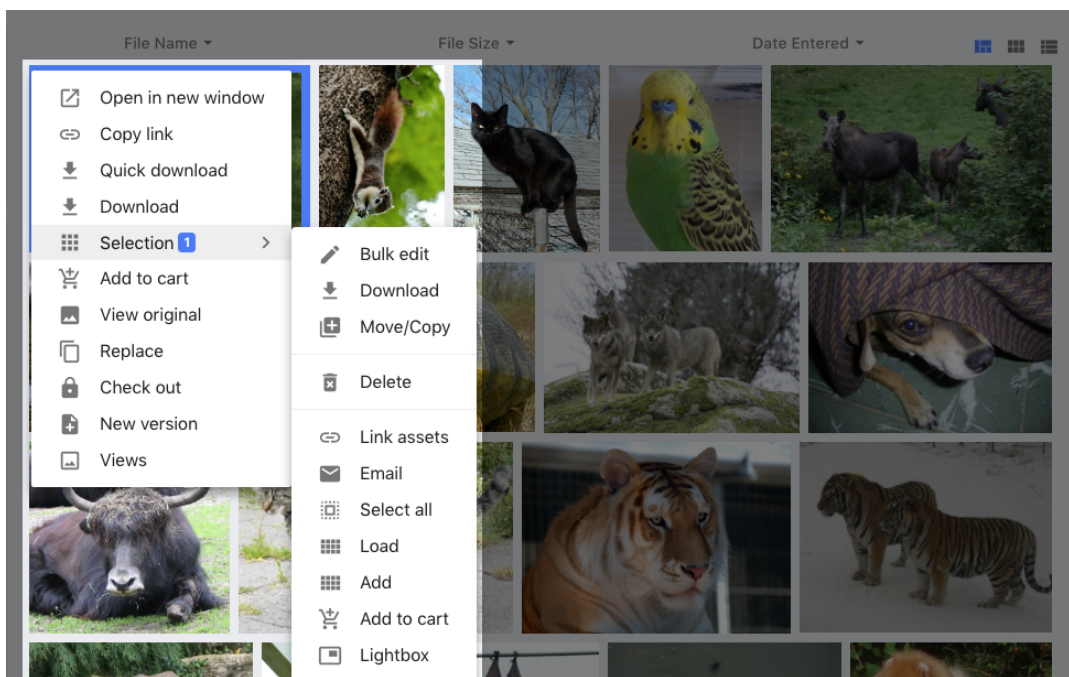 File Name
File Size
Date Entered
Open in new window
Copy link
Quick download
Download
Selection 1
Add to cart
View original
Replace
Check out
New version
Views
Bulk edit
Download
Move/Copy
Delete
Link assets
Email
Select all
Load
Add
Add to cart
Lightbox